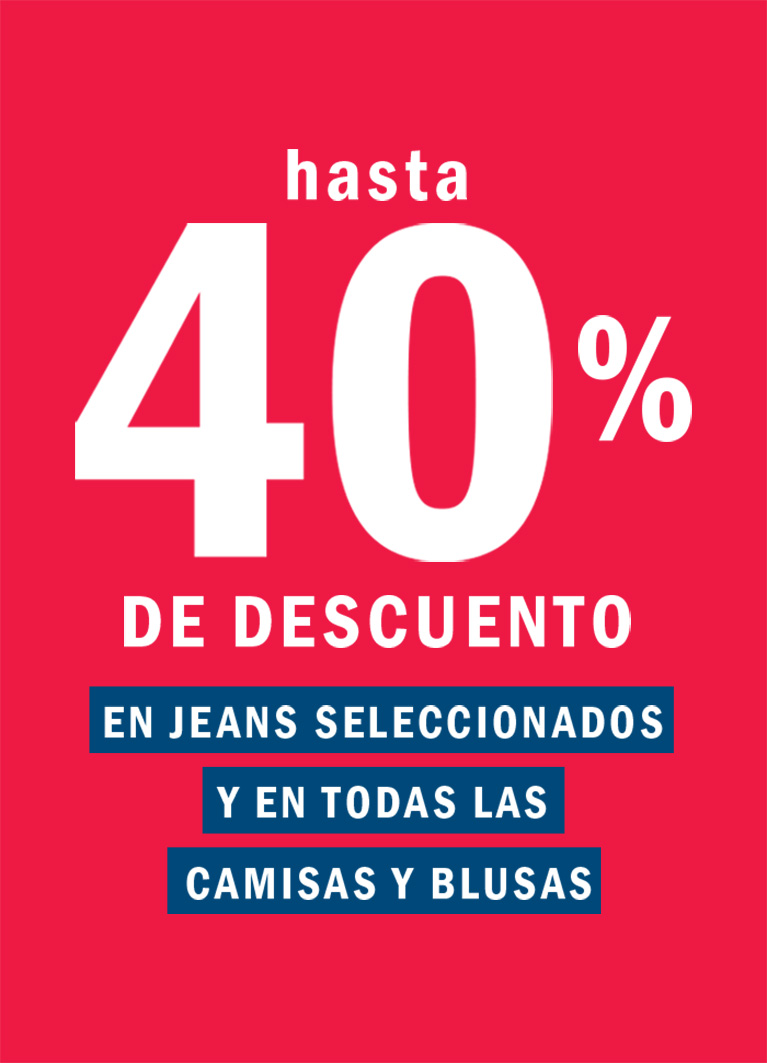 hasta
40%
DE DESCUENTO
EN JEANS SELECCIONADOS
Y EN TODAS LAS
CAMISAS Y BLUSAS